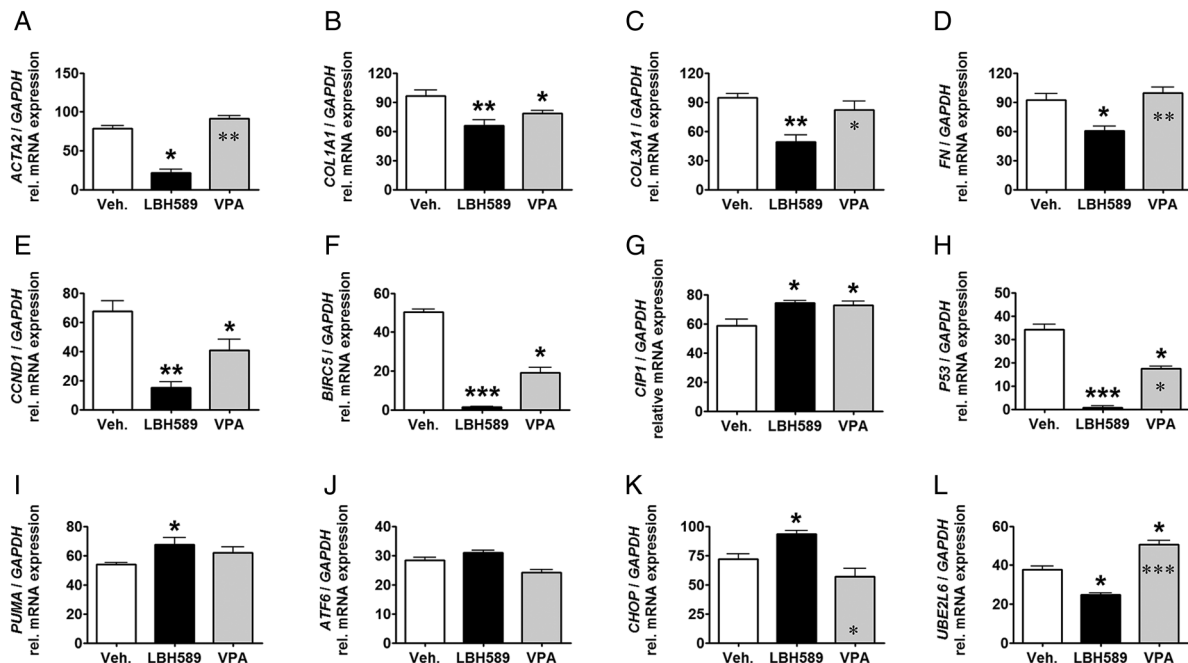 A
B
C
D
ACTA2 / GAPDH
rel. mRNA expression
150
100
50
0
*
**
Veh. LBH589 VPA
COL1A1 / GAPDH
rel. mRNA expression
120
90
60
30
0
**
*
Veh. LBH589 VPA
COL3A1 / GAPDH
rel. mRNA expression
120
90
60
30
0
**
*
Veh. LBH589 VPA
FN / GAPDH
rel. mRNA expression
120
90
60
30
0
*
**
Veh. LBH589 VPA
E
F
G
H
CCND1 / GAPDH
rel. mRNA expression
80
60
40
20
0
**
*
Veh. LBH589 VPA
BIRC5 / GAPDH
rel. mRNA expression
60
40
20
0
***
*
Veh. LBH589 VPA
CIP1 / GAPDH
relative mRNA expression
80
60
40
20
0
*
*
Veh. LBH589 VPA
P53 / GAPDH
rel. mRNA expression
50
40
30
20
10
0
***
*
*
Veh. LBH589 VPA
I
J
K
L
PUMA / GAPDH
rel. mRNA expression
80
60
40
20
0
*
Veh. LBH589 VPA
ATF6 / GAPDH
rel. mRNA expression
40
30
20
10
0
Veh. LBH589 VPA
CHOP / GAPDH
rel. mRNA expression
100
75
50
25
0
*
*
Veh. LBH589 VPA
UBE2L6 / GAPDH
rel. mRNA expression
60
40
20
0
*
*
***
Veh. LBH589 VPA